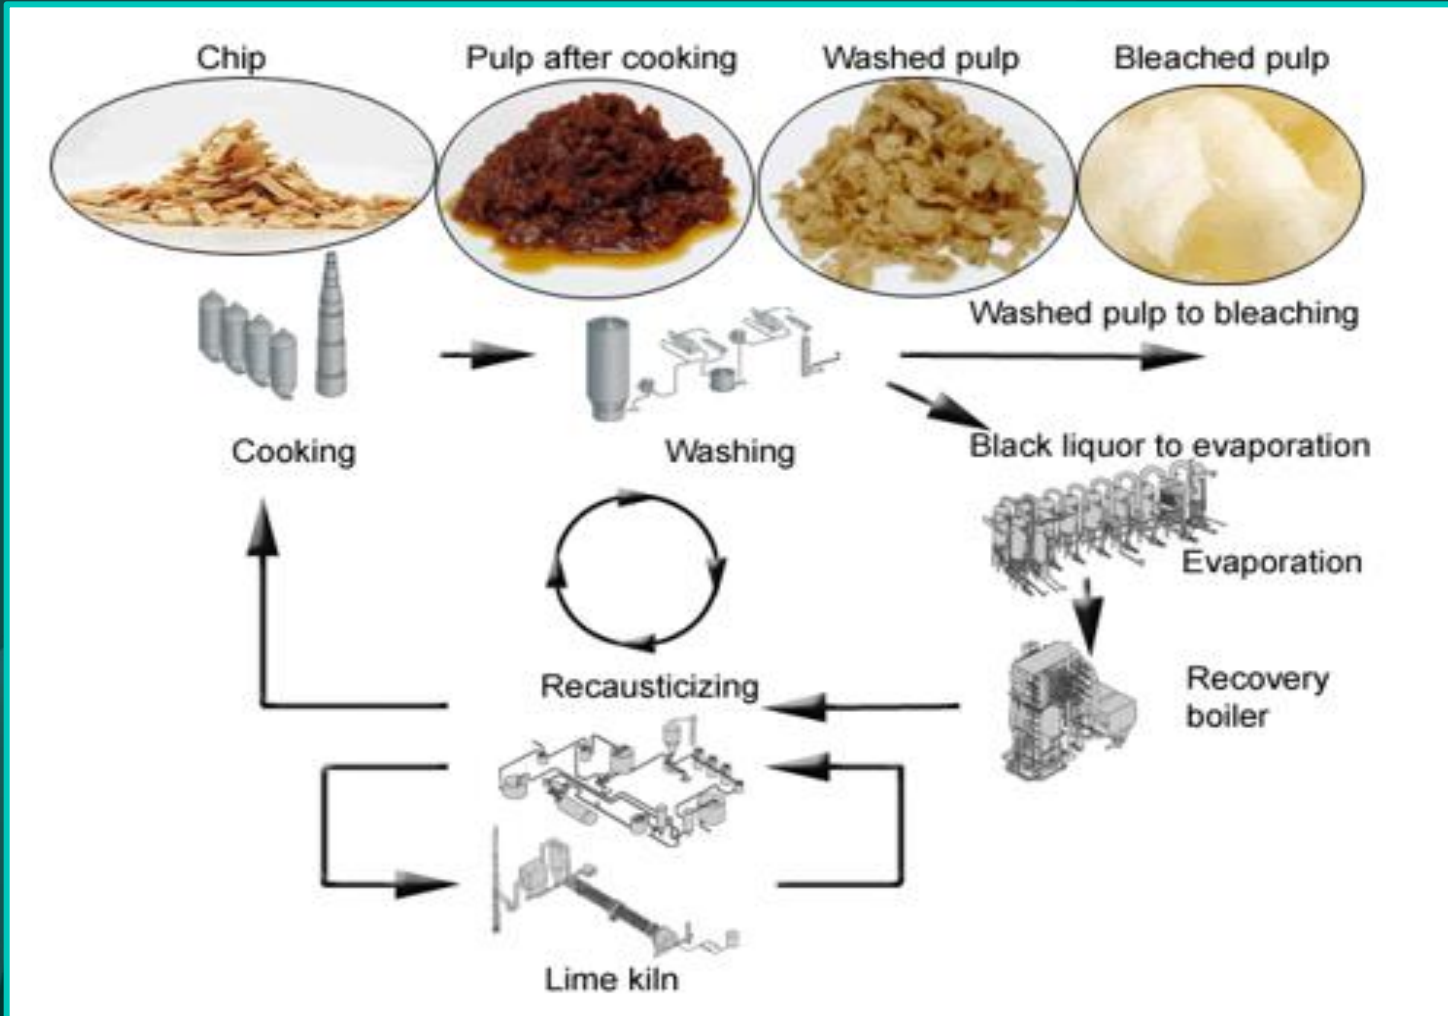 Chip
Pulp after cooking
Washed pulp
Bleached pulp
Washed pulp to bleaching
Cooking
Washing
Black liquor to evaporation
Evaporation
Recausticizing
Recovery
boiler
Lime kiln